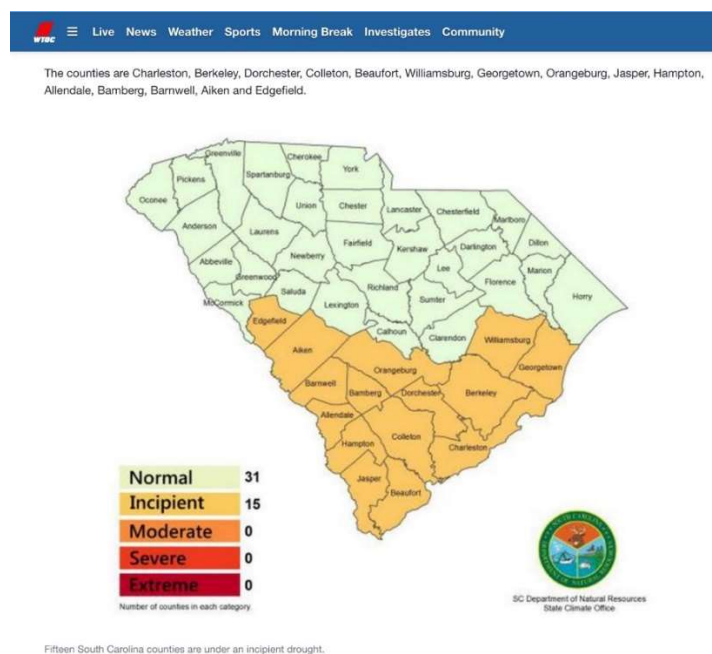 WTOC
Live News Weather Sports Morning Break Investigates Community
The counties are Charleston, Berkeley, Dorchester, Colleton, Beaufort, Williamsburg, Georgetown, Orangeburg, Jasper, Hampton,
Allendale, Bamberg, Barnwell, Aiken and Edgefield.
Greenville
Cherokee
York
Pickens
Spartanburg
Oconee
Union
Chester
Lancaster
Chesterfield
Marlboro
Anderson
Laurens
Fairfield
Kershaw
Darlington
Dillon
Abbeville
Newberry
Lee
Marion
Greenwood
Richland
Florence
McCormick
Saluda
Lexington
Sumter
Horry
Edgefield
Calhoun
Clarendon
Williamsburg
Aiken
Orangeburg
Georgetown
Barnwell
Bamberg
Dorchester
Berkeley
Allendale
Hampton
Colleton
Charleston
Jasper
Beaufort
Normal 31
Incipient 15
Moderate 0
Severe 0
Extreme 0
Number of counties in each category
SC Department of Natural Resources
State Climate Office
Fifteen South Carolina counties are under an incipient drought.